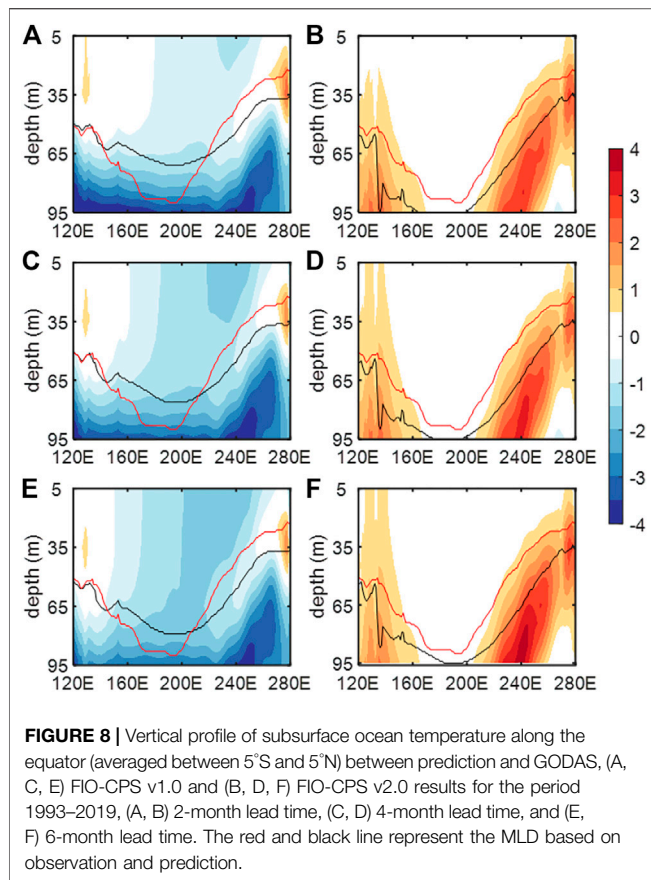 A
B
5
35
65
95
depth (m)
120E 160E 200E 240E 280E
5
35
65
95
120E 160E 200E 240E 280E
C
D
5
35
65
95
depth (m)
120E 160E 200E 240E 280E
5
35
65
95
depth (m)
120E 160E 200E 240E 280E
E
F
5
35
65
95
depth (m)
120E 160E 200E 240E 280E
5
35
65
95
depth (m)
120E 160E 200E 240E 280E
4
3
2
1
0
-1
-2
-3
-4
FIGURE 8 | Vertical profile of subsurface ocean temperature along the
equator (averaged between 5°S and 5°N) between prediction and GODAS, (A,
C, E) FIO-CPS v1.0 and (B, D, F) FIO-CPS v2.0 results for the period
1993–2019, (A, B) 2-month lead time, (C, D) 4-month lead time, and (E,
F) 6-month lead time. The red and black line represent the MLD based on
observation and prediction.